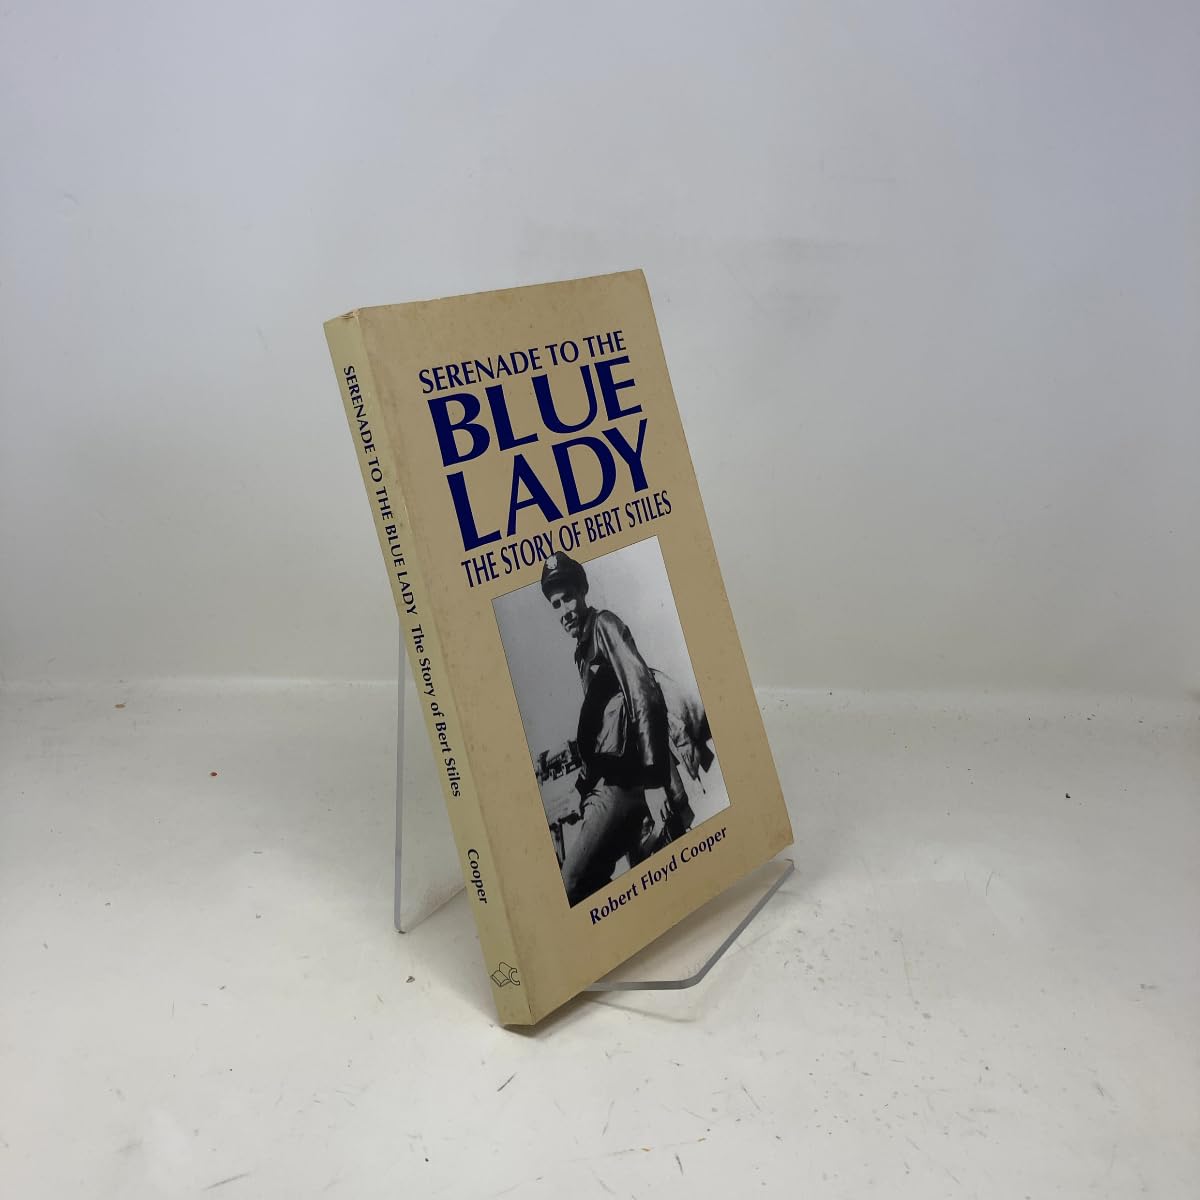 SERENADE TO THE
BLUE
LADY
THE STORY OF BERT STILES
Robert Floyd Cooper
SERENADE TO THE BLUE LADY The Story of Bert Stiles Cooper